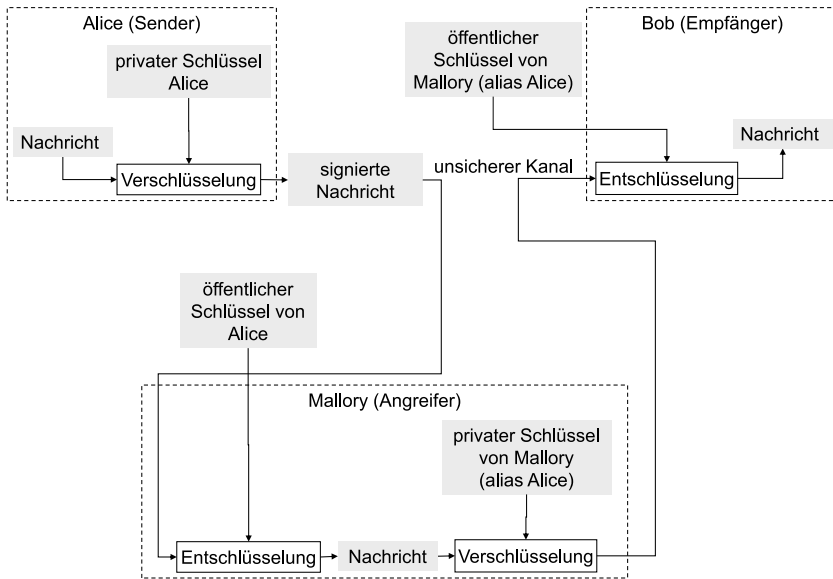 Alice (Sender)
privater Schlüssel
Alice
Nachricht
Verschlüsselung
signierte
Nachricht
unsicherer Kanal
öffentlicher
Schlüssel von
Mallory (alias Alice)
Bob (Empfänger)
Nachricht
Entschlüsselung
öffentlicher
Schlüssel von
Alice
Mallory (Angreifer)
privater Schlüssel
von Mallory
(alias Alice)
Entschlüsselung
Nachricht
Verschlüsselung